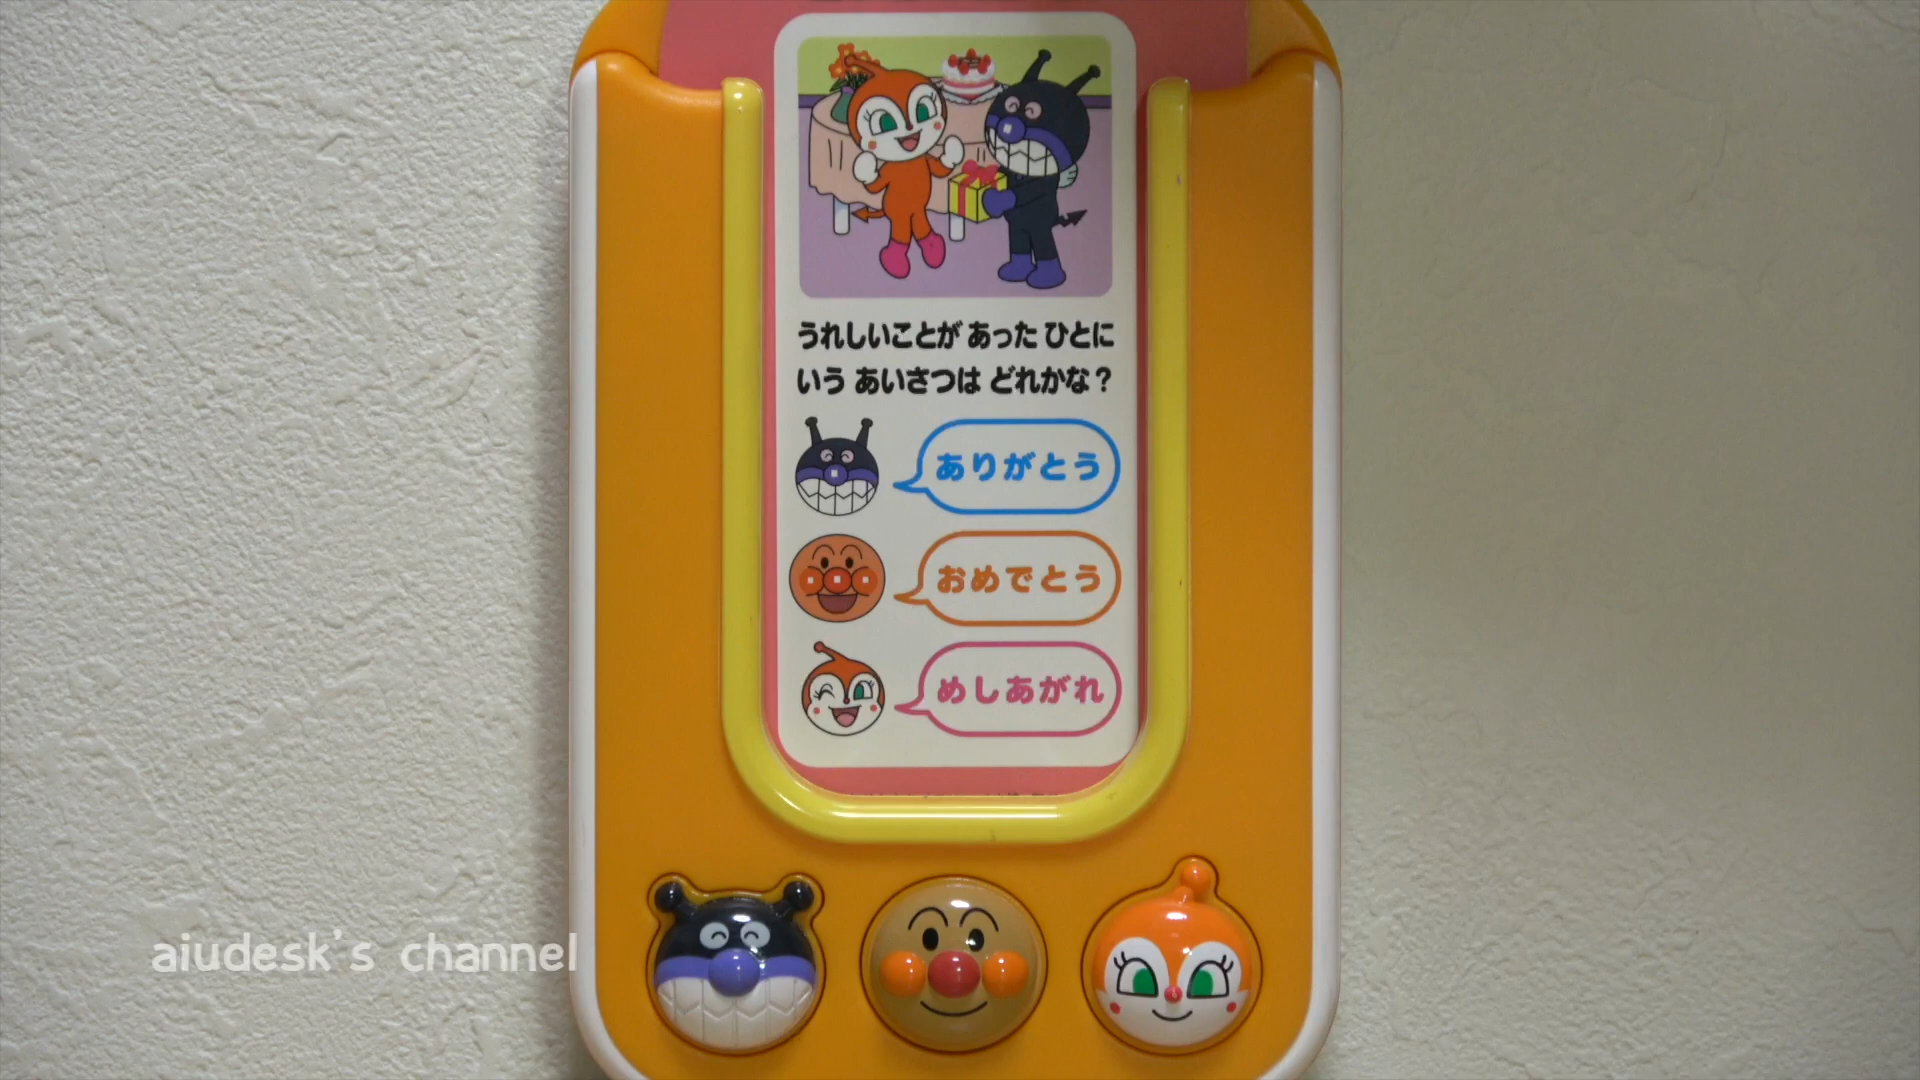 うれしいことが あった ひとに
いう あいさつは どれかな？
ありがとう
おめでとう
めしあがれ
aiudesk's channel